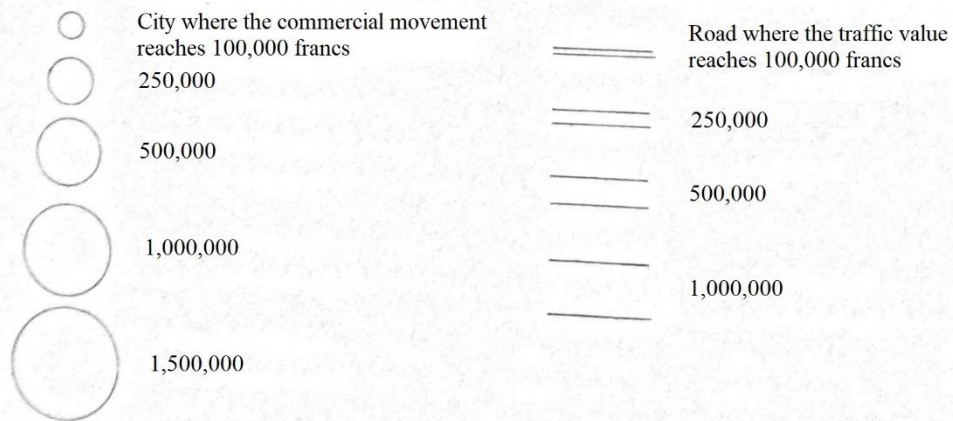 City where the commercial movement
reaches 100,000 francs
250,000
500,000
1,000,000
1,500,000
Road where the traffic value
reaches 100,000 francs
250,000
500,000
1,000,000